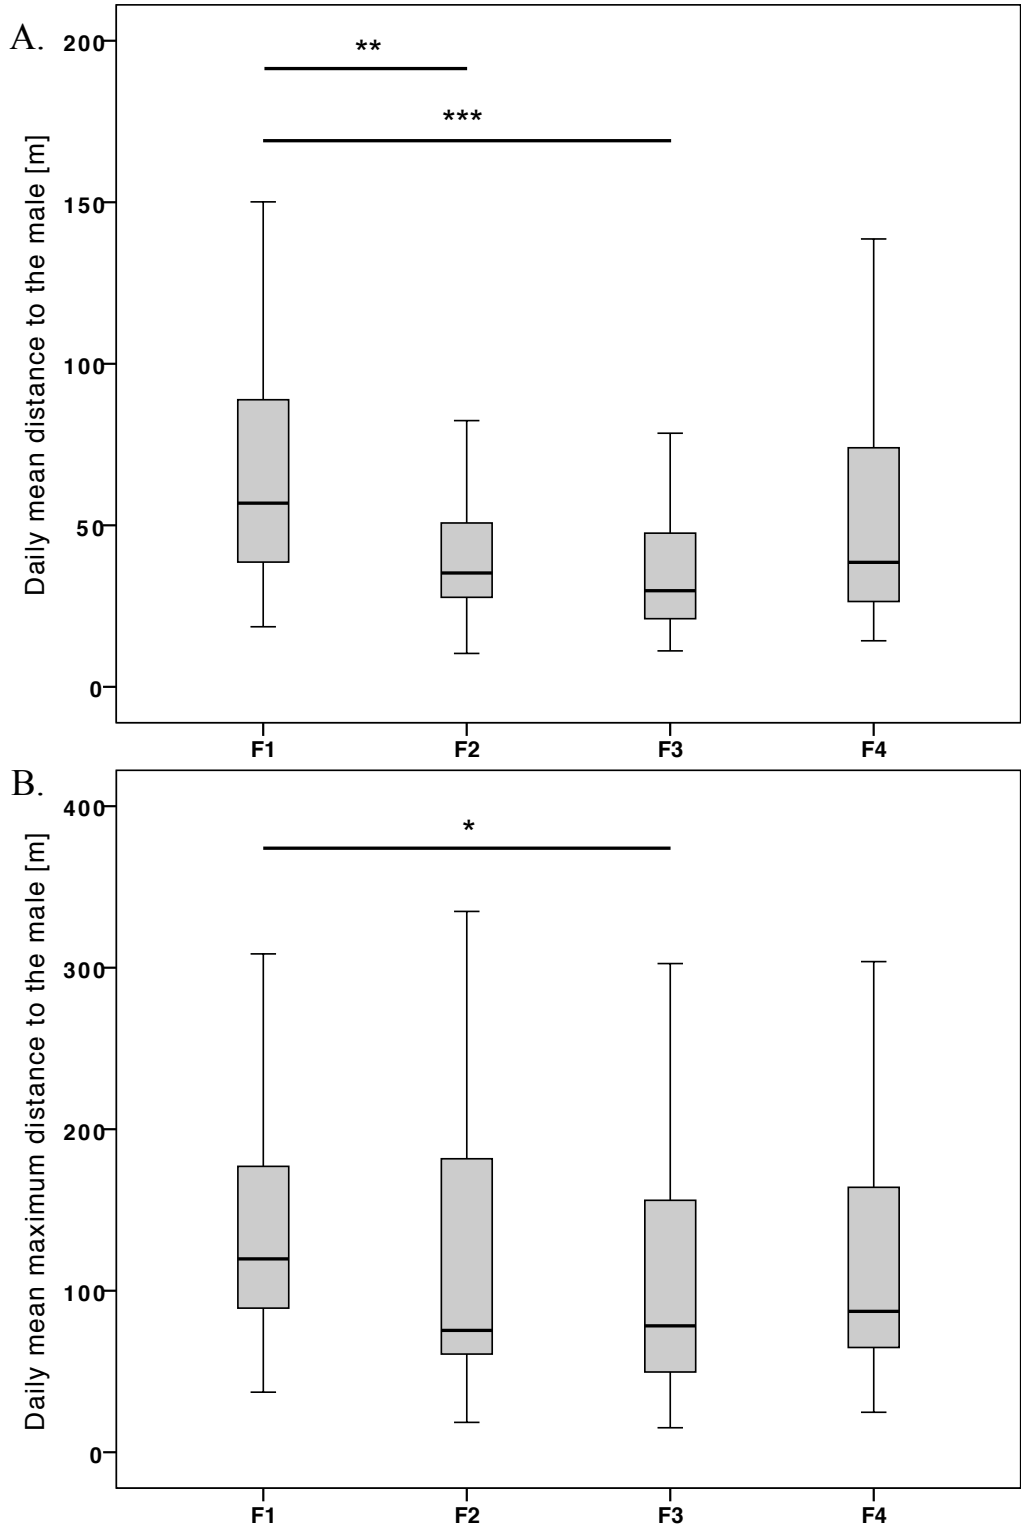 A.
Daily mean distance to the male [m]
200
150
100
50
0
**
***
F1 F2 F3 F4
B.
Daily mean maximum distance to the male [m]
400
300
200
100
0
*
F1 F2 F3 F4